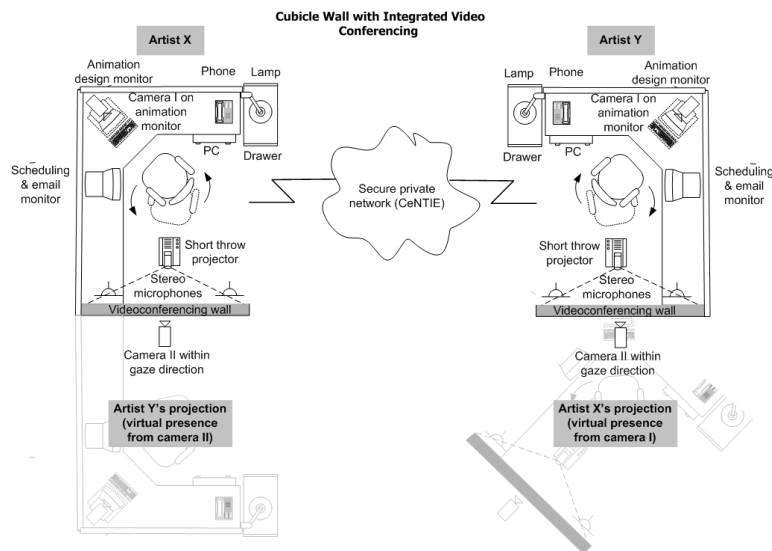 Cubicle Wall with Integrated Video
Conferencing
Artist X
Animation
design monitor
Phone
Lamp
Camera I on
animation
monitor
PC
Drawer
Scheduling
& email
monitor
Short throw
projector
Stereo
microphones
Videoconferencing wall
Camera II within
gaze direction
Artist Y's projection
(virtual presence
from camera II)
Secure private
network (CeNTIE)
Artist Y
Lamp
Phone
Animation
design monitor
Camera I on
animation
monitor
Drawer
PC
Scheduling
& email
monitor
Short throw
projector
Stereo
microphones
Videoconferencing wall
Camera II within
gaze direction
Artist X's projection
(virtual presence
from camera I)